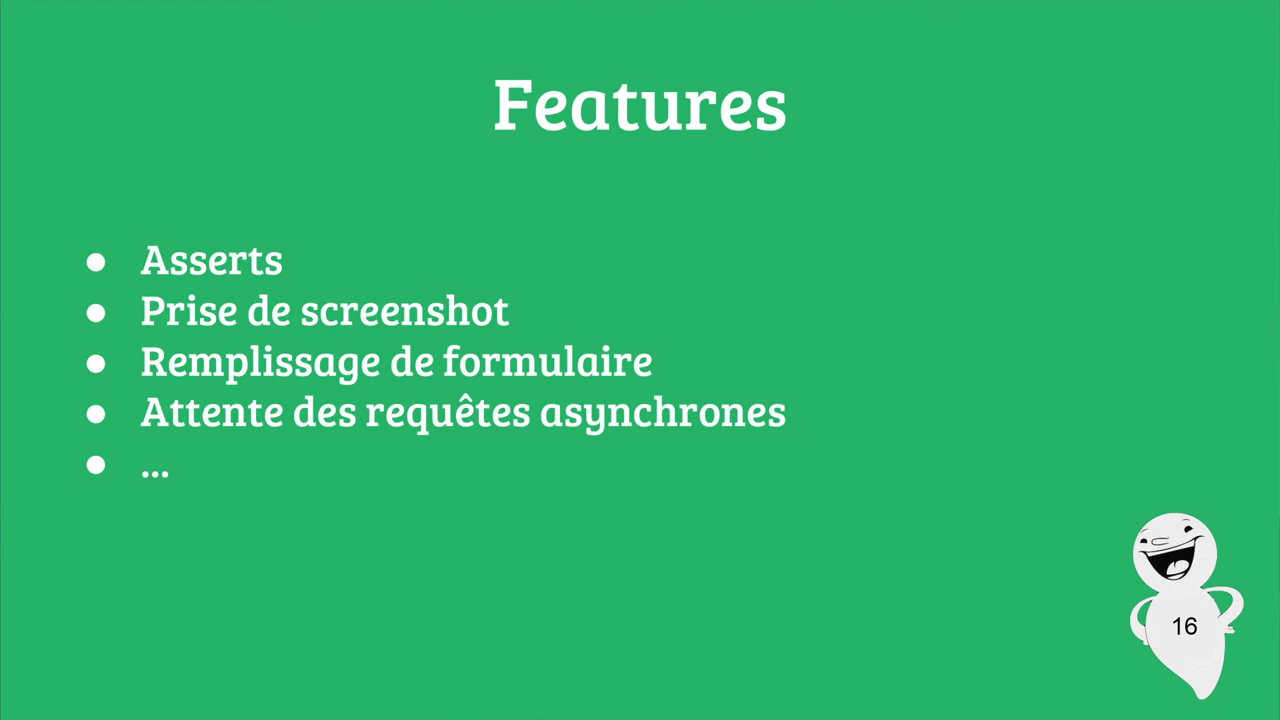 Features
● Asserts
● Prise de screenshot
● Remplissage de formulaire
● Attente des requêtes asynchrones
● ...
16